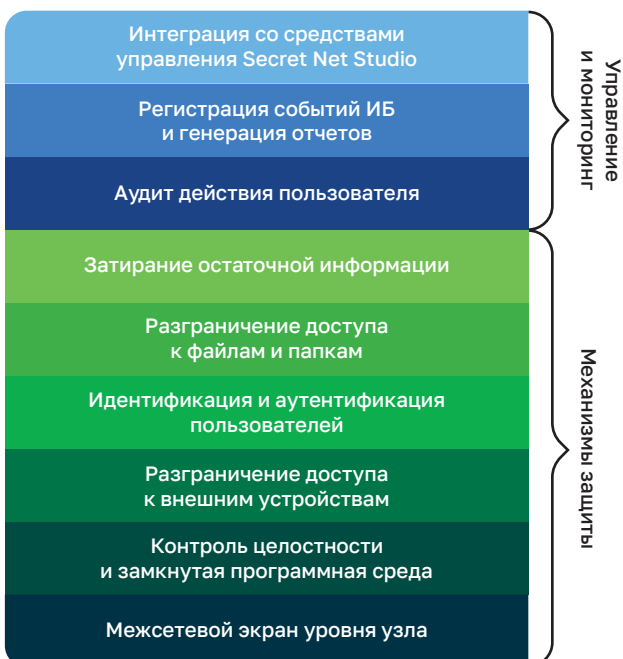 Интеграция со средствами
управления Secret Net Studio
Регистрация событий ИБ
и генерация отчетов
Аудит действия пользователя
Управление
и мониторинг
Затирание остаточной информации
Разграничение доступа
к файлам и папкам
Идентификация и аутентификация
пользователей
Разграничение доступа
к внешним устройствам
Контроль целостности
и замкнутая программная среда
Межсетевой экран уровня узла
Механизмы защиты